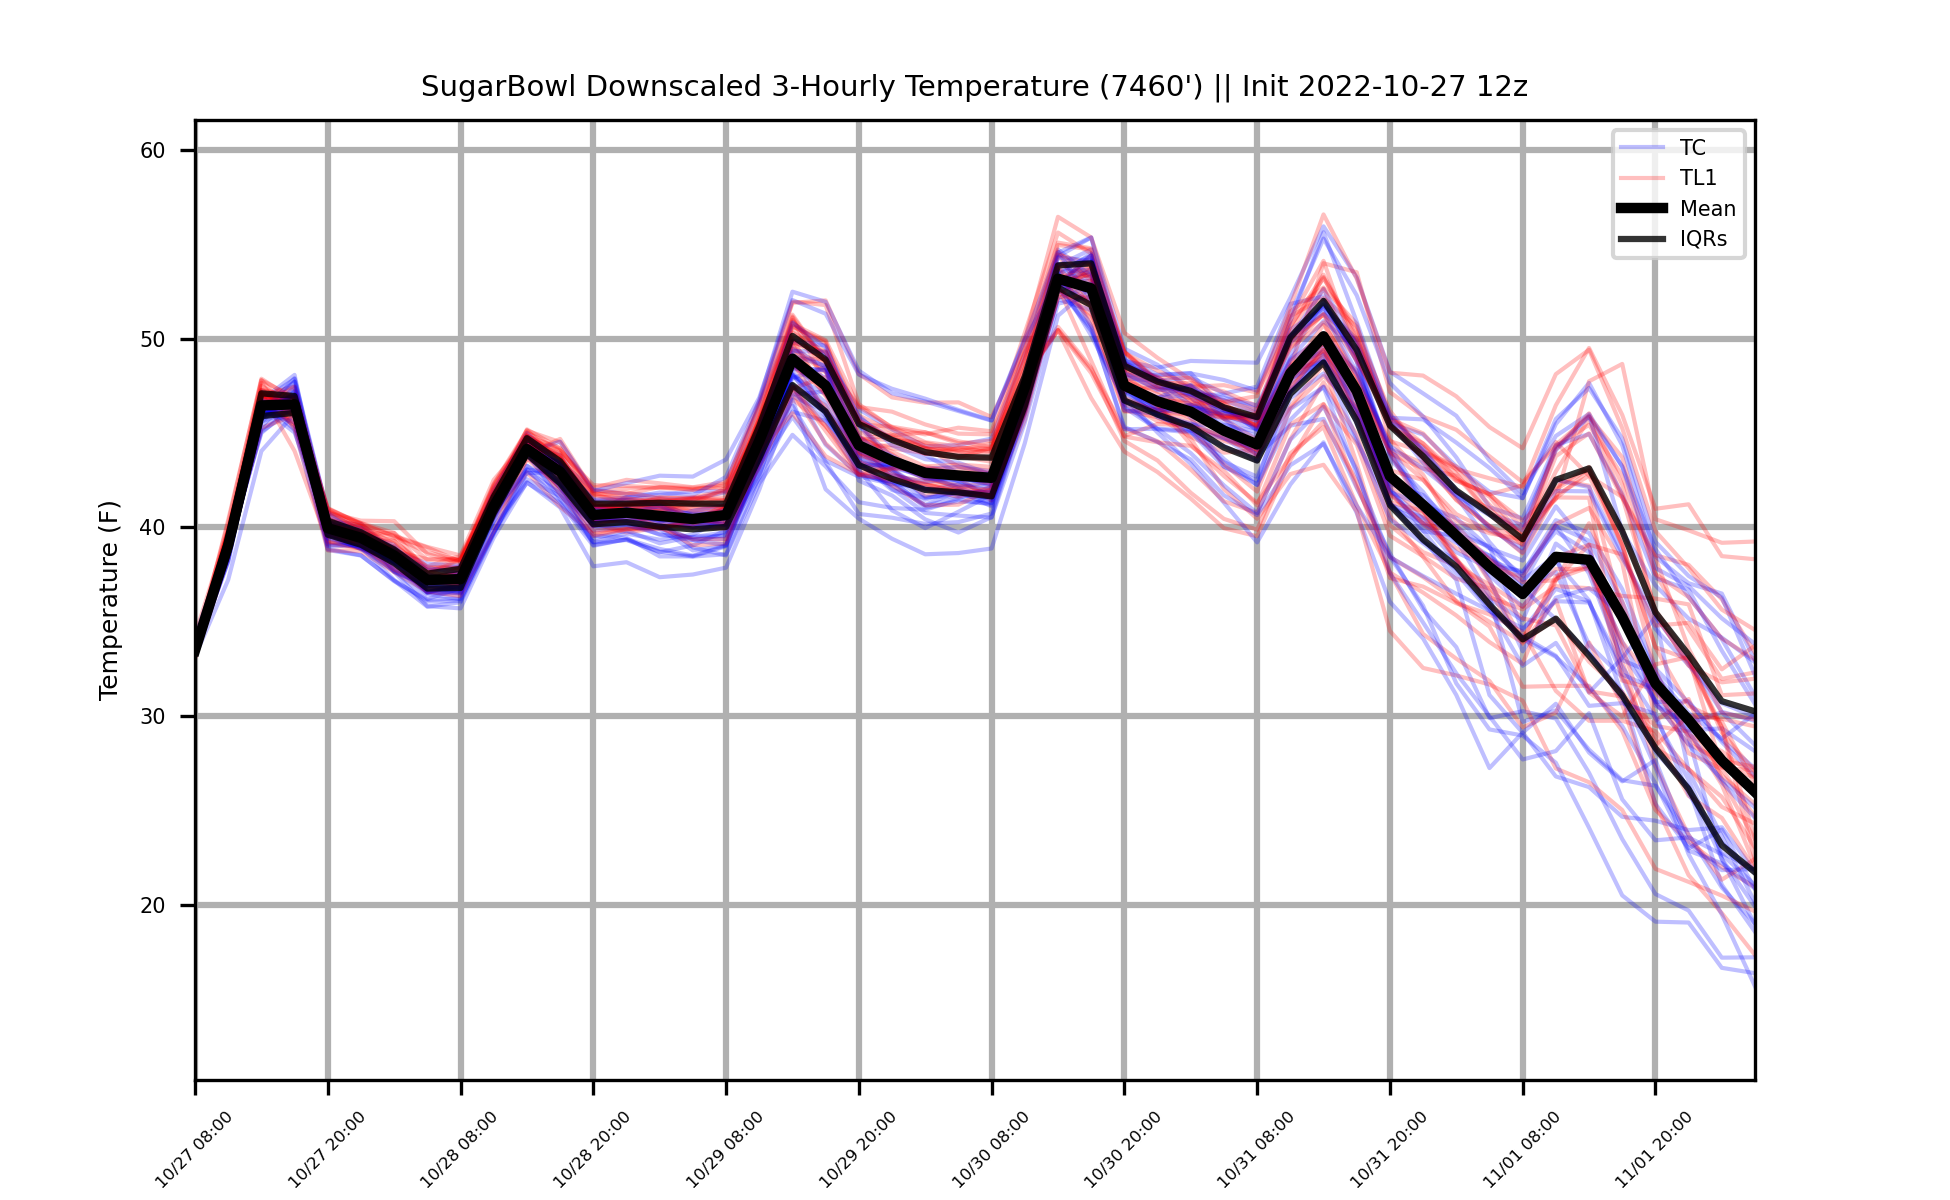 SugarBowl Downscaled 3-Hourly Temperature (7460') || Init 2022-10-27 12z
TC
TL1
Mean
IQRs
Temperature (F)
60
50
40
30
20
10/27 08:00
10/27 20:00
10/28 08:00
10/28 20:00
10/29 08:00
10/29 20:00
10/30 08:00
10/30 20:00
10/31 08:00
10/31 20:00
11/01 08:00
11/01 20:00